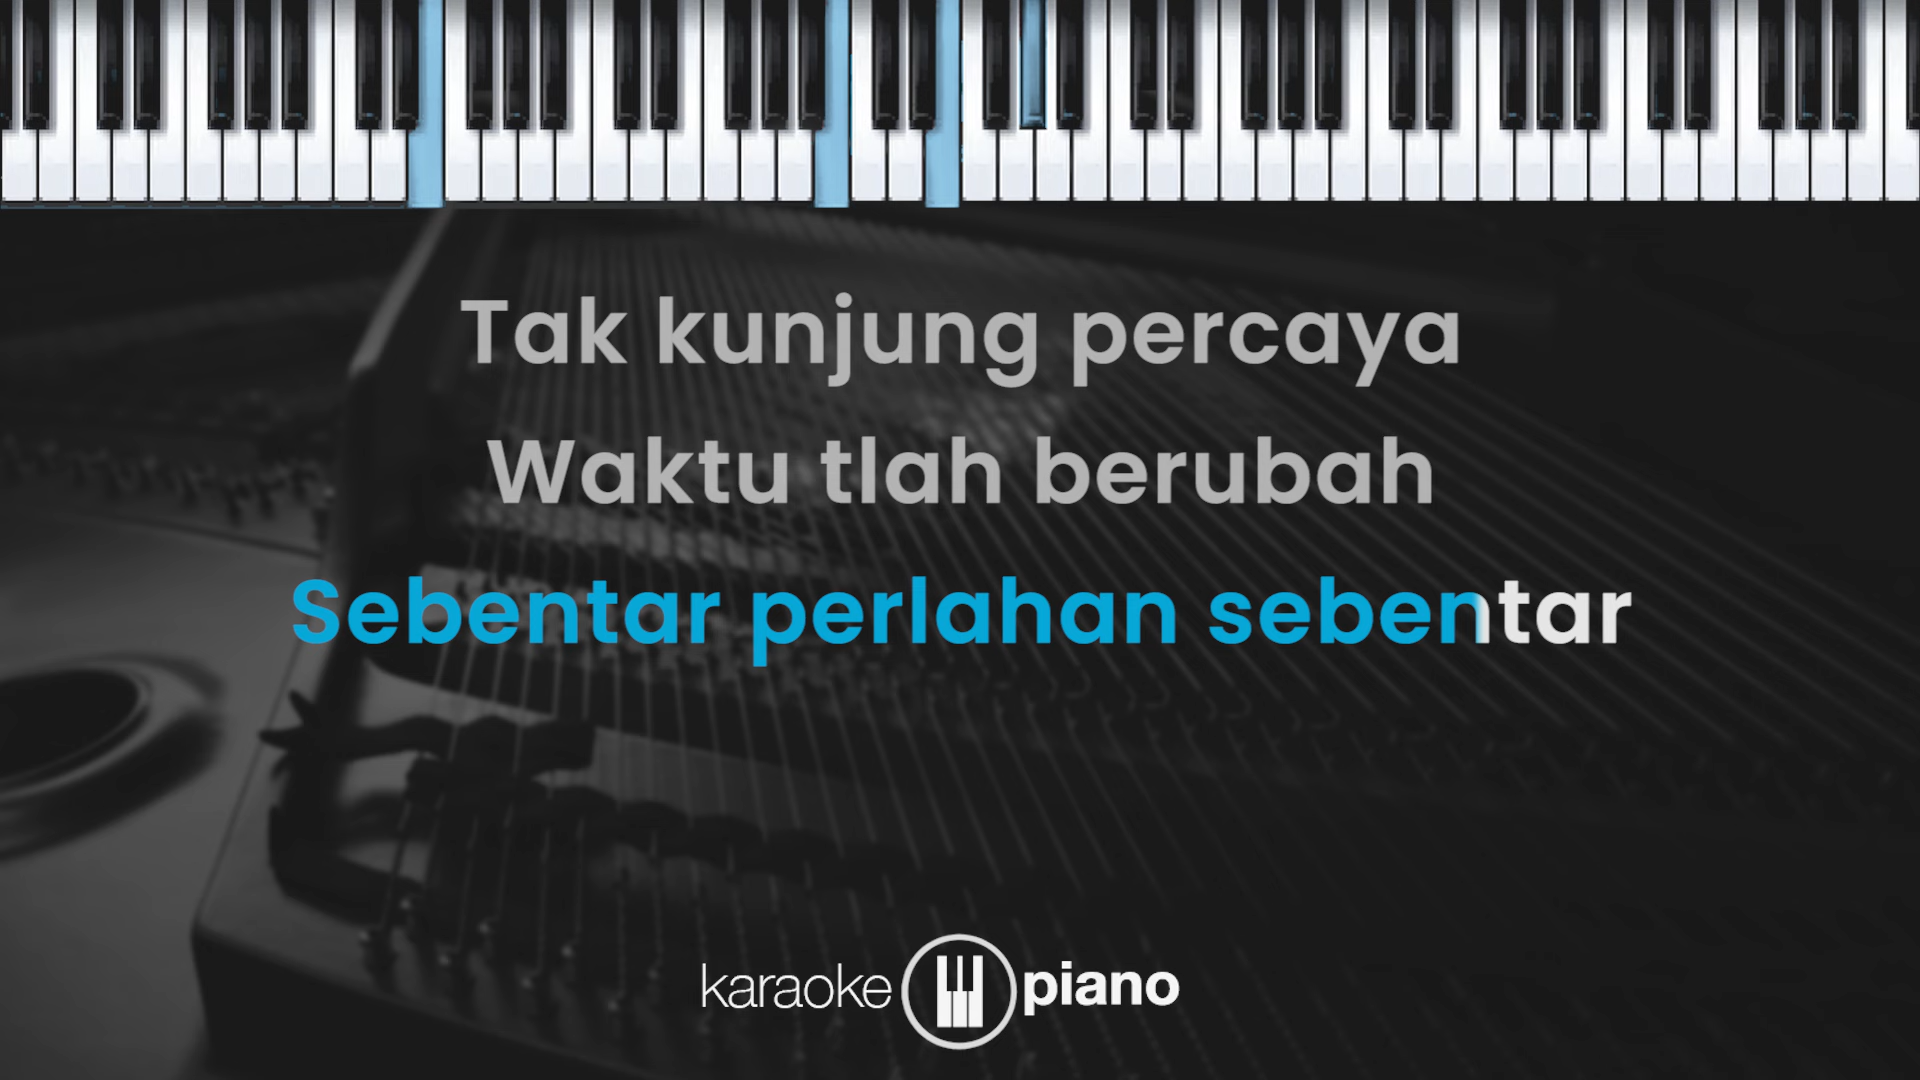 Tak kunjung percaya
Waktu tlah berubah
Sebentar perlahan sebentar
karaoke piano